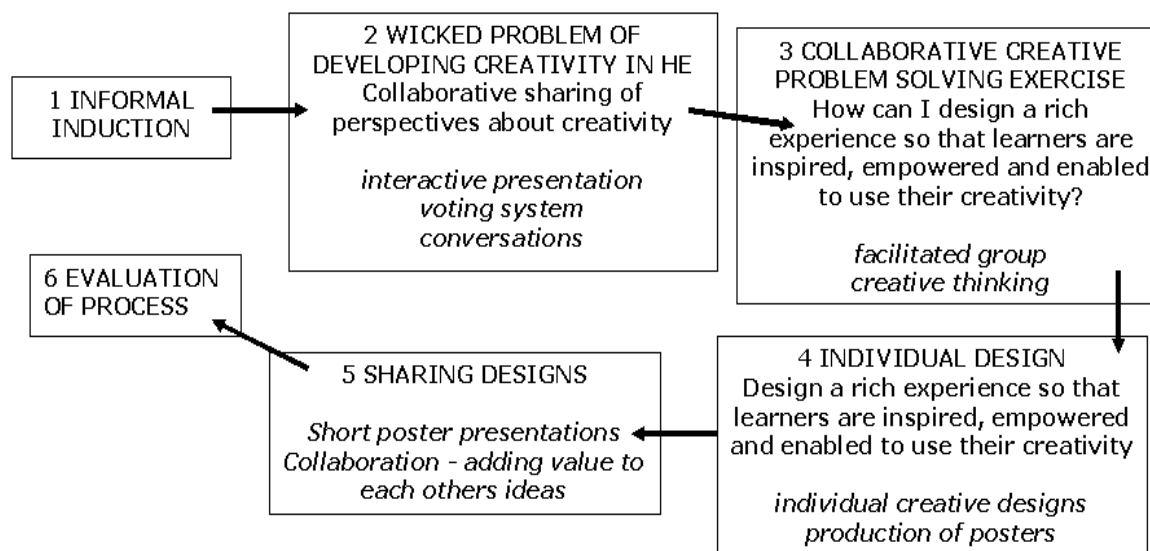 1 INFORMAL
INDUCTION
2 WICKED PROBLEM OF
DEVELOPING CREATIVITY IN HE
Collaborative sharing of
perspectives about creativity
interactive presentation
voting system
conversations
3 COLLABORATIVE CREATIVE
PROBLEM SOLVING EXERCISE
How can I design a rich
experience so that learners are
inspired, empowered and enabled
to use their creativity?
facilitated group
creative thinking
4 INDIVIDUAL DESIGN
Design a rich experience so that
learners are inspired, empowered
and enabled to use their creativity
individual creative designs
production of posters
5 SHARING DESIGNS
Short poster presentations
Collaboration - adding value to
each others ideas
6 EVALUATION
OF PROCESS